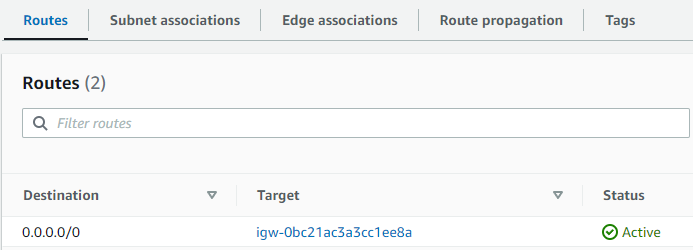 Routes Subnet associations Edge associations Route propagation Tags
Routes (2)
Filter routes
Destination Target Status
0.0.0.0/0 igw-0bc21ac3a3cc1ee8a Active